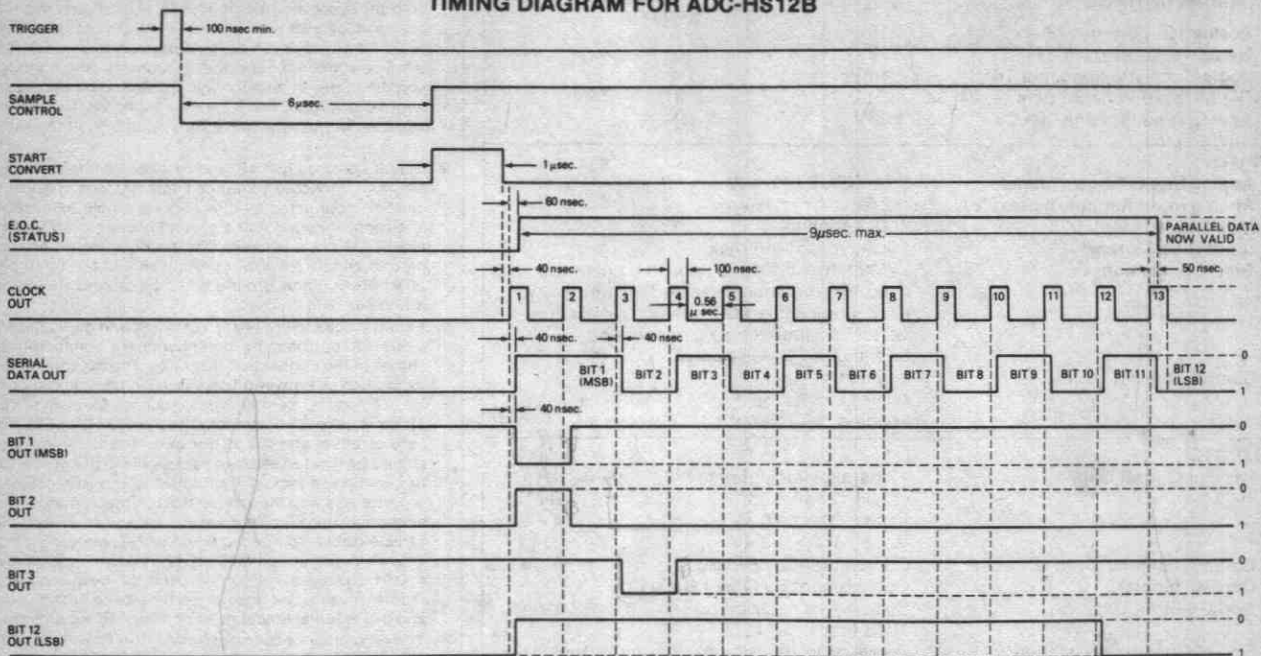 TIMING DIAGRAM FOR ADC-HS12B
TRIGGER
100 nsec min.
SAMPLE CONTROL
6μsec.
START CONVERT
1 μsec.
60 nsec.
E.O.C. (STATUS)
9μsec. max.
PARALLEL DATA NOW VALID
40 nsec.
100 nsec.
50 nsec.
CLOCK OUT
1 2 3 4 5 6 7 8 9 10 11 12 13
0.56 μ sec.
40 nsec.
40 nsec
SERIAL DATA OUT
BIT 1 (MSB)
BIT 2
BIT 3
BIT 4
BIT 5
BIT 6
BIT 7
BIT 8
BIT 9
BIT 10
BIT 11
BIT 12 (LSB)
0
1
40 nsec.
BIT 1 OUT (MSB)
0
1
BIT 2 OUT
0
1
BIT 3 OUT
0
1
BIT 12 OUT (LSB)
0
1